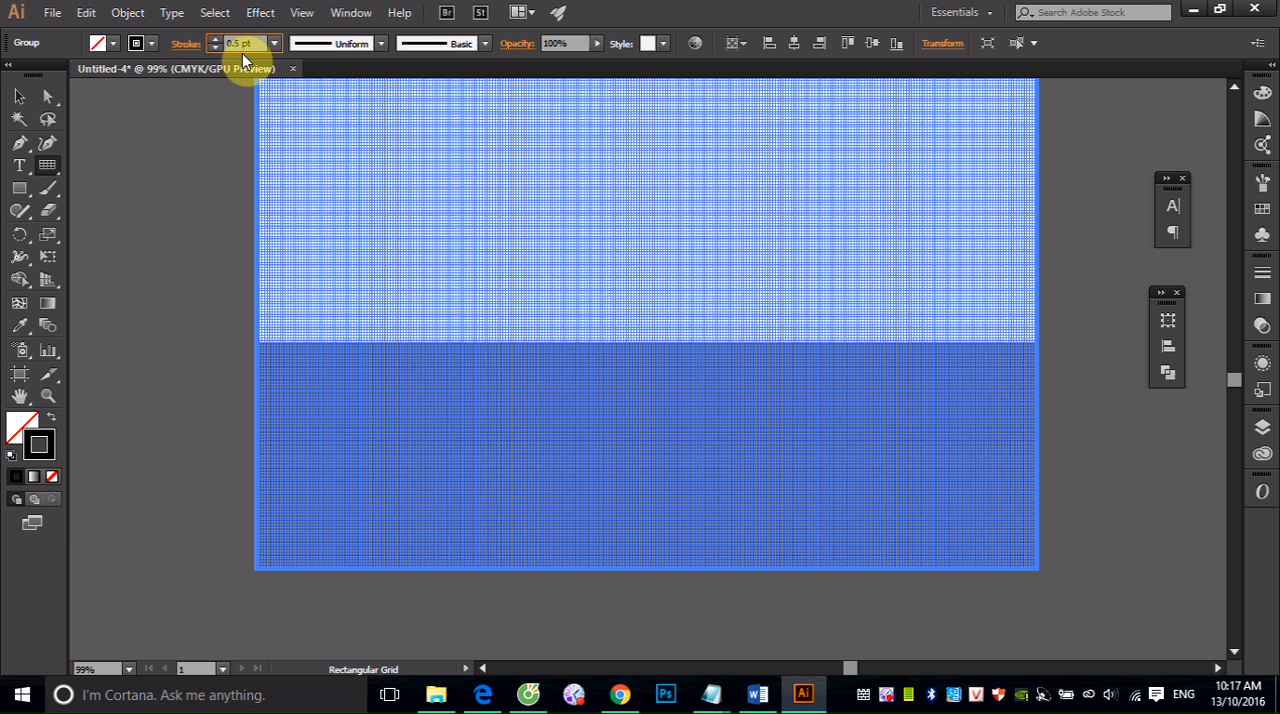 Ai File Edit Object Type Select Effect View Window Help Br St Essentials Search Adobe Stock
Group Stroke: 0.5 pt Uniform Basic Opacity: 100% Style: Transform
Untitled-4* @ 99% (CMYK/GPU Preview) ×
99% 1 Rectangular Grid
I'm Cortana. Ask me anything. Ps Ai ENG 10:17 AM
13/10/2016